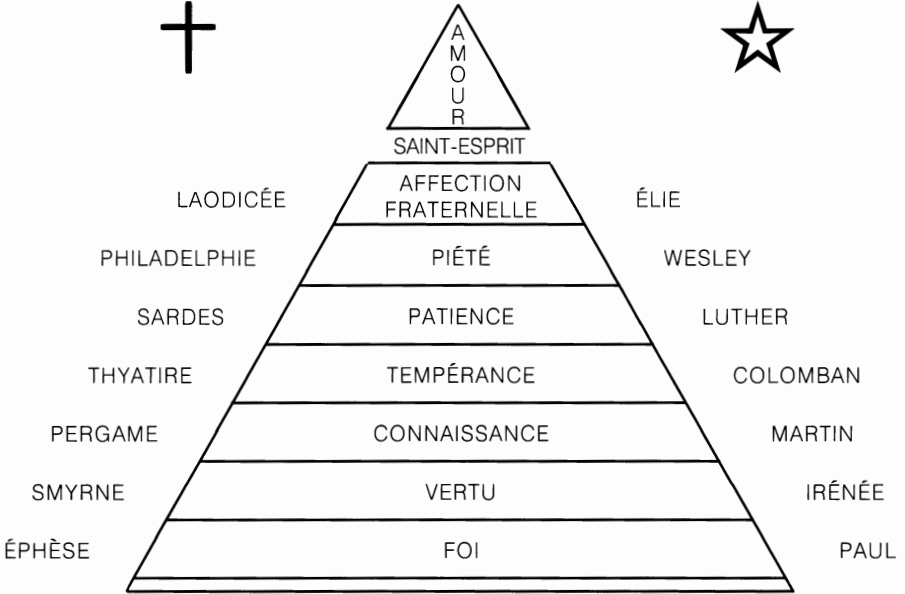 A
M
O
U
R
SAINT-ESPRIT
LAODICÉE AFFECTION FRATERNELLE ÉLIE
PHILADELPHIE PIÉTÉ WESLEY
SARDES PATIENCE LUTHER
THYATIRE TEMPÉRANCE COLOMBAN
PERGAME CONNAISSANCE MARTIN
SMYRNE VERTU IRÉNÉE
ÉPHÈSE FOI PAUL